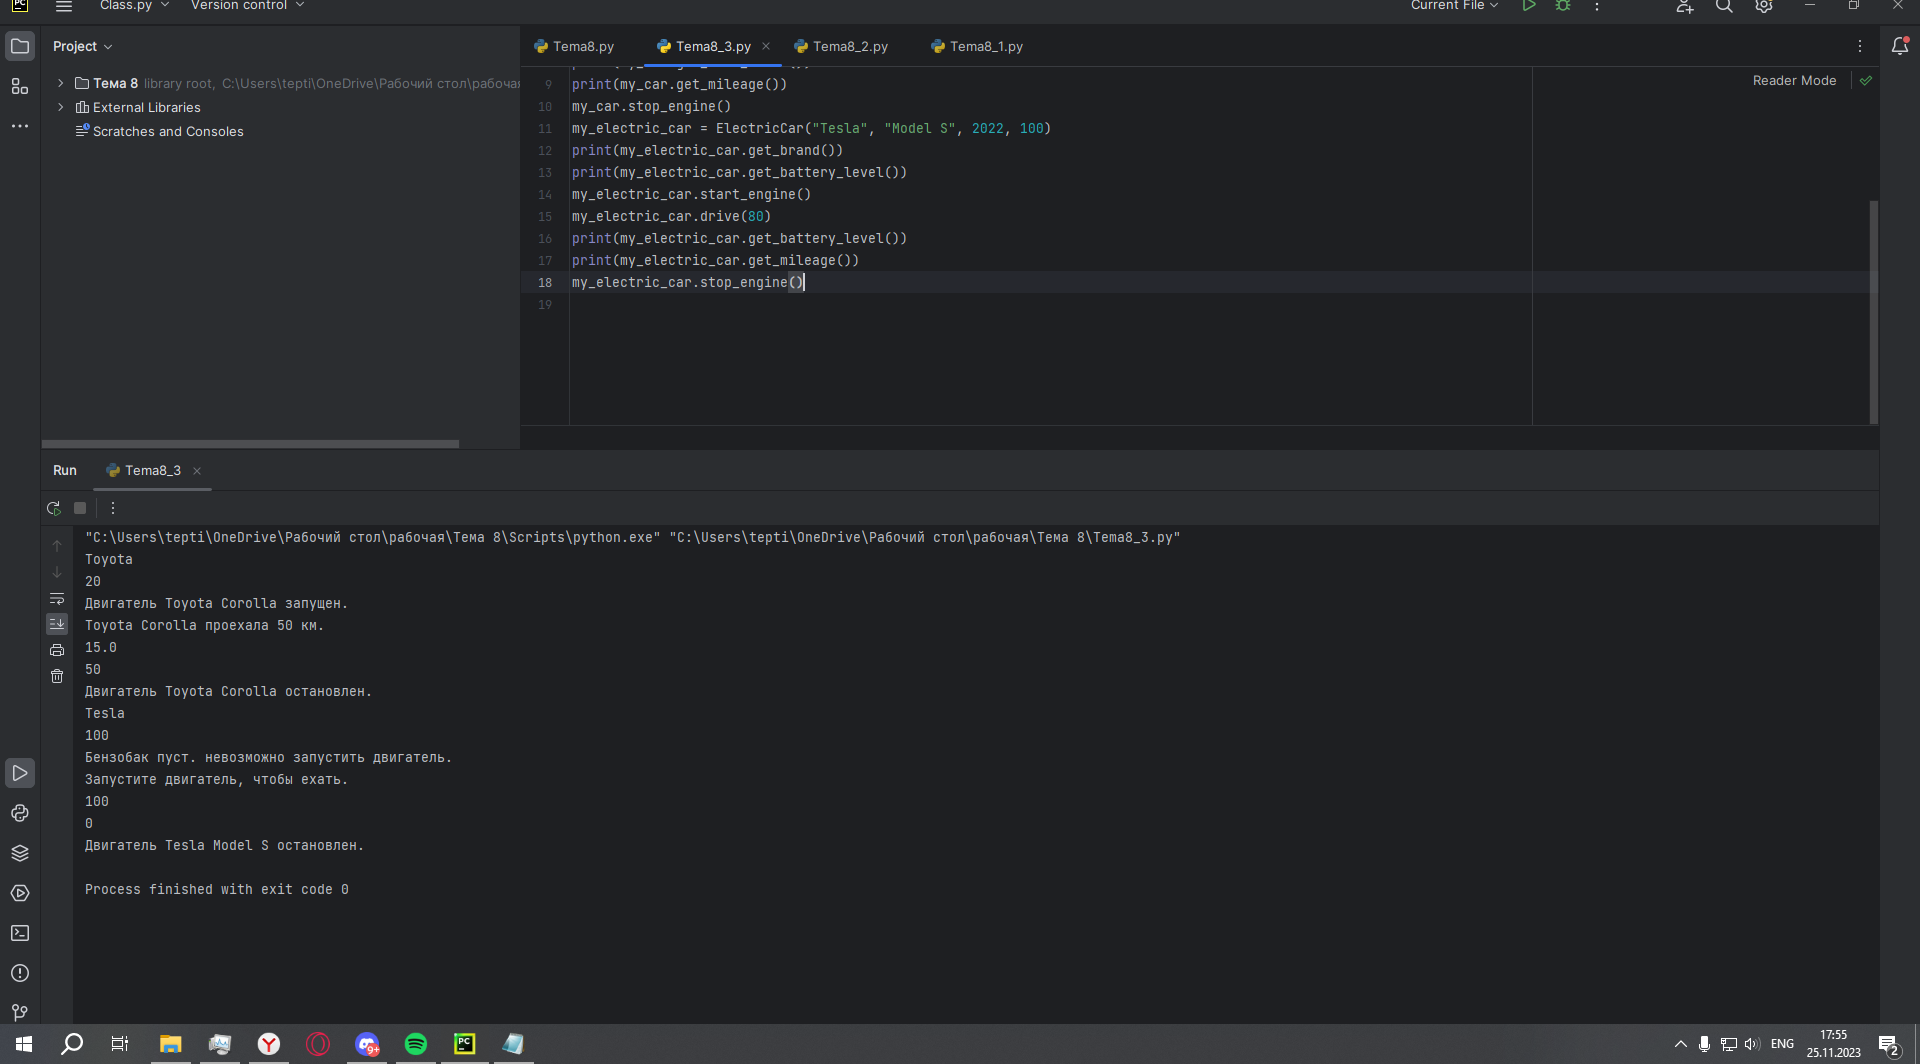 PC
Class.py
Version control
Current File
Project
Tema8.py
Tema8_3.py
Tema8_2.py
Tema8_1.py
Тема 8 library root, C:\Users\tepti\OneDrive\Рабочий стол\рабочая
External Libraries
Scratches and Consoles
Reader Mode
9 print(my_car.get_mileage())
10 my_car.stop_engine()
11 my_electric_car = ElectricCar("Tesla", "Model S", 2022, 100)
12 print(my_electric_car.get_brand())
13 print(my_electric_car.get_battery_level())
14 my_electric_car.start_engine()
15 my_electric_car.drive(80)
16 print(my_electric_car.get_battery_level())
17 print(my_electric_car.get_mileage())
18 my_electric_car.stop_engine()
19
Run
Tema8_3
"C:\Users\tepti\OneDrive\Рабочий стол\рабочая\Тема 8\Scripts\python.exe" "C:\Users\tepti\OneDrive\Рабочий стол\рабочая\Тема 8\Tema8_3.py"
Toyota
20
Двигатель Toyota Corolla запущен.
Toyota Corolla проехала 50 км.
15.0
50
Двигатель Toyota Corolla остановлен.
Tesla
100
Бензобак пуст. невозможно запустить двигатель.
Запустите двигатель, чтобы ехать.
100
0
Двигатель Tesla Model S остановлен.
Process finished with exit code 0
9+
PC
ENG
17:55
25.11.2023
2